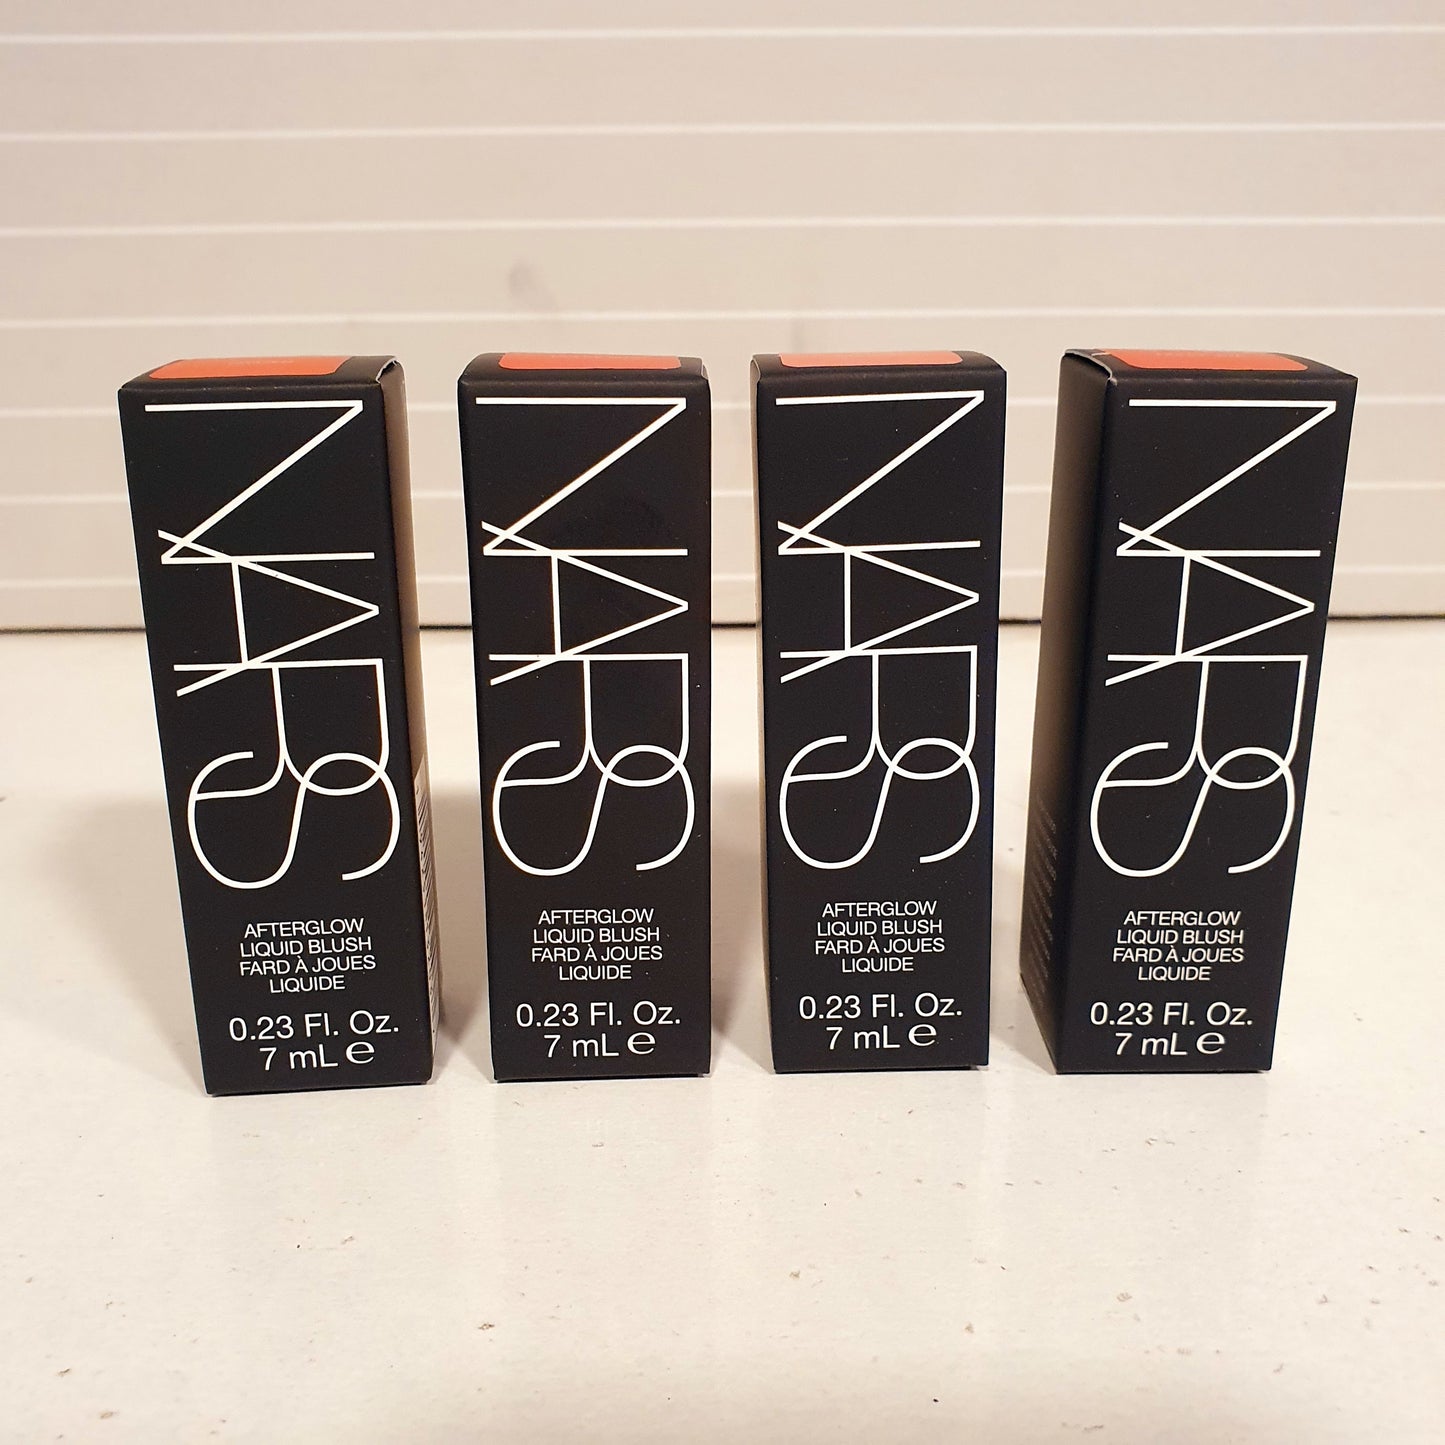 NARS
AFTERGLOW
LIQUID BLUSH
FARD À JOUES
LIQUIDE
0.23 Fl. Oz.
7 mL ℮
NARS
AFTERGLOW
LIQUID BLUSH
FARD À JOUES
LIQUIDE
0.23 Fl. Oz.
7 mL ℮
NARS
AFTERGLOW
LIQUID BLUSH
FARD À JOUES
LIQUIDE
0.23 Fl. Oz.
7 mL ℮
NARS
AFTERGLOW
LIQUID BLUSH
FARD À JOUES
LIQUIDE
0.23 Fl. Oz.
7 mL ℮